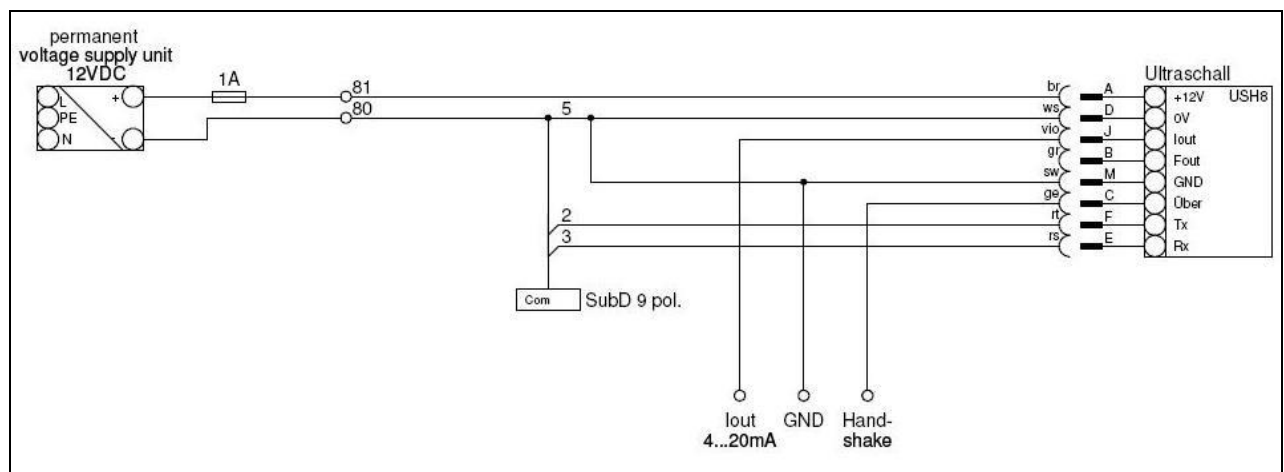 permanent
voltage supply unit
12VDC
L
PE
N
+
-
1A
81
80
5
2
3
Com
SubD 9 pol.
br
ws
vio
gr
sw
ge
rt
rs
A
D
J
B
M
C
F
E
Ultraschall
+12V USH8
0V
Iout
Fout
GND
Über
Tx
Rx
Iout
4...20mA
GND
Hand-
shake